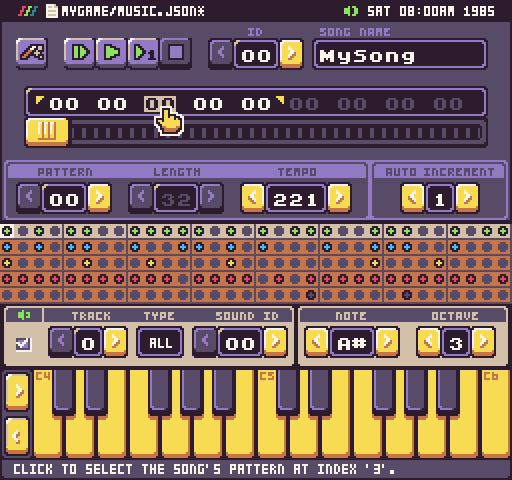 MYGAME/MUSIC.JSON* SAT 08:00AM 1985
ID SONG NAME
00 MySong
1
00 00 00 00 00 00 00 00 00
PATTERN LENGTH TEMPO AUTO INCREMENT
00 32 221 1
TRACK TYPE SOUND ID NOTE OCTAVE
0 ALL 00 A# 3
C4 C5 C6
CLICK TO SELECT THE SONG'S PATTERN AT INDEX '3'.